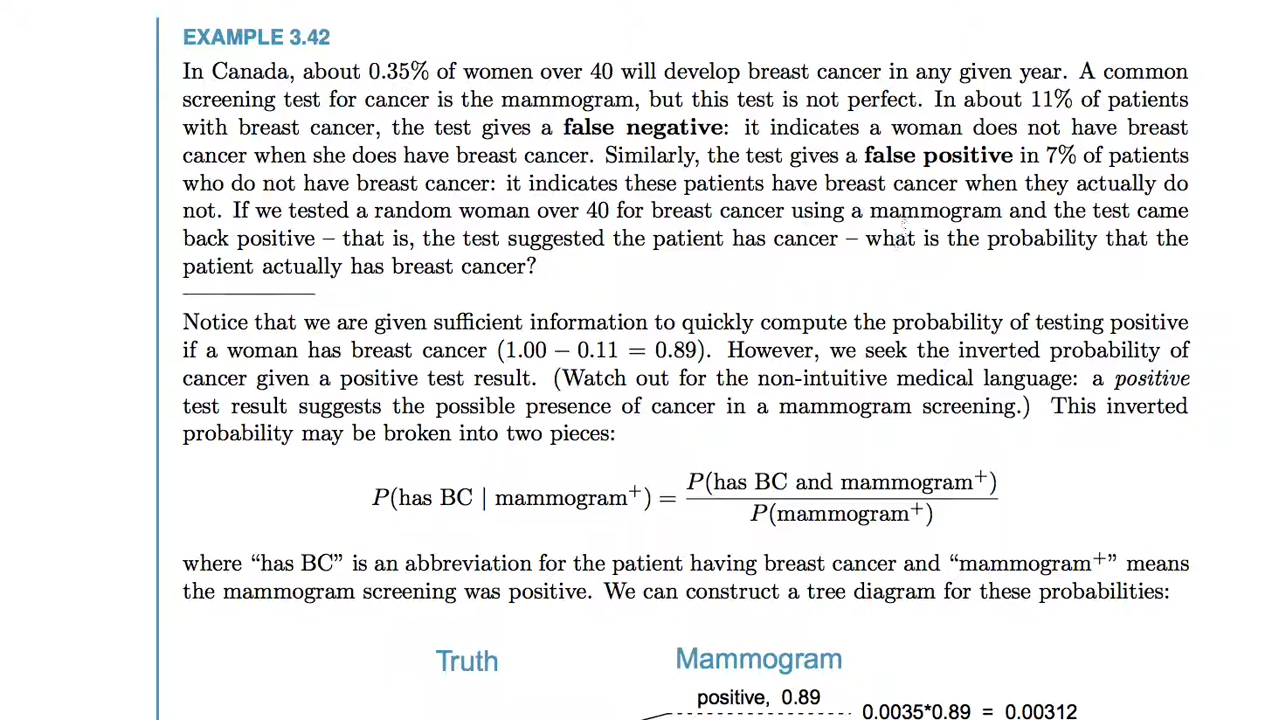 EXAMPLE 3.42
In Canada, about 0.35% of women over 40 will develop breast cancer in any given year. A common
screening test for cancer is the mammogram, but this test is not perfect. In about 11% of patients
with breast cancer, the test gives a false negative: it indicates a woman does not have breast
cancer when she does have breast cancer. Similarly, the test gives a false positive in 7% of patients
who do not have breast cancer: it indicates these patients have breast cancer when they actually do
not. If we tested a random woman over 40 for breast cancer using a mammogram and the test came
back positive – that is, the test suggested the patient has cancer – what is the probability that the
patient actually has breast cancer?
Notice that we are given sufficient information to quickly compute the probability of testing positive
if a woman has breast cancer (1.00 − 0.11 = 0.89). However, we seek the inverted probability of
cancer given a positive test result. (Watch out for the non-intuitive medical language: a positive
test result suggests the possible presence of cancer in a mammogram screening.) This inverted
probability may be broken into two pieces:
P(has BC | mammogram⁺) = P(has BC and mammogram⁺) / P(mammogram⁺)
where “has BC” is an abbreviation for the patient having breast cancer and “mammogram⁺” means
the mammogram screening was positive. We can construct a tree diagram for these probabilities:
Truth Mammogram
positive, 0.89
0.0035*0.89 = 0.00312